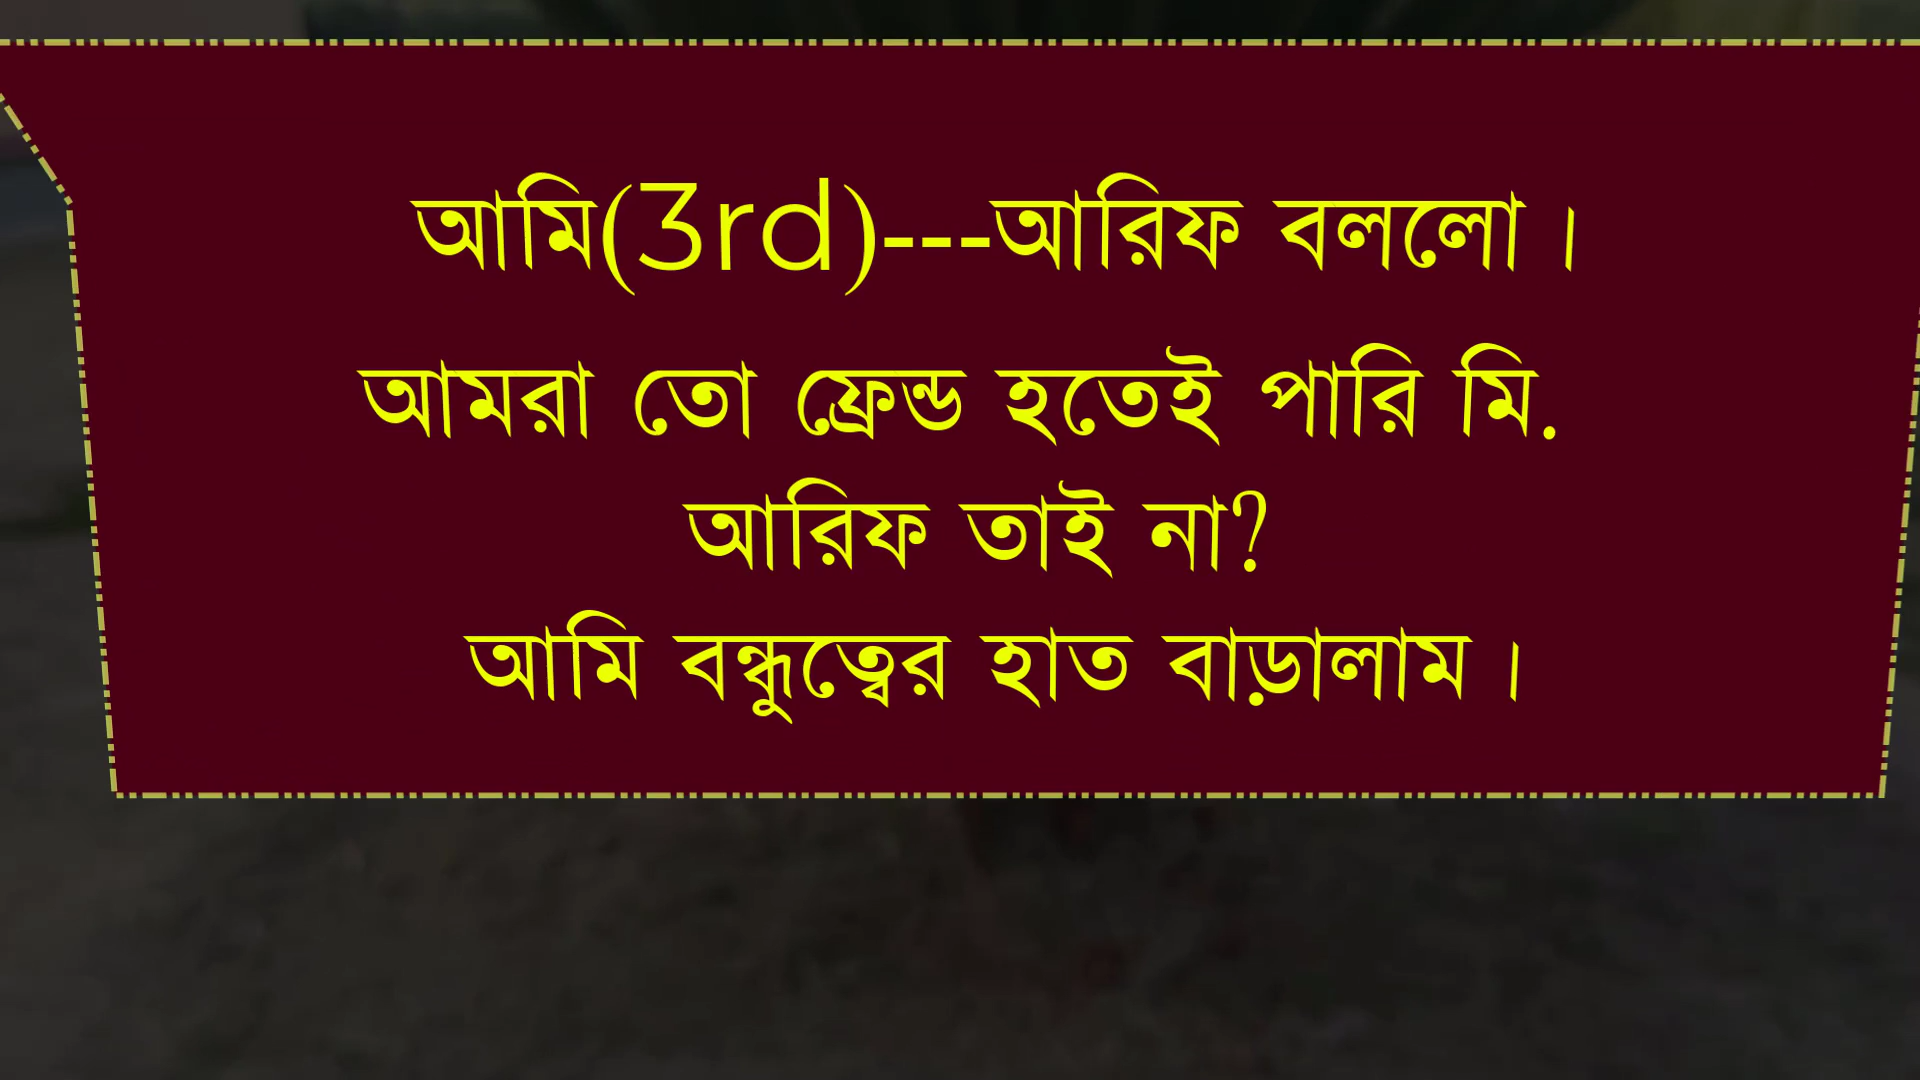 আমি(3rd)---আরিফ বললো।
আমরা তো ফ্রেন্ড হতেই পারি মি.
আরিফ তাই না?
আমি বন্ধুত্বের হাত বাড়ালাম।